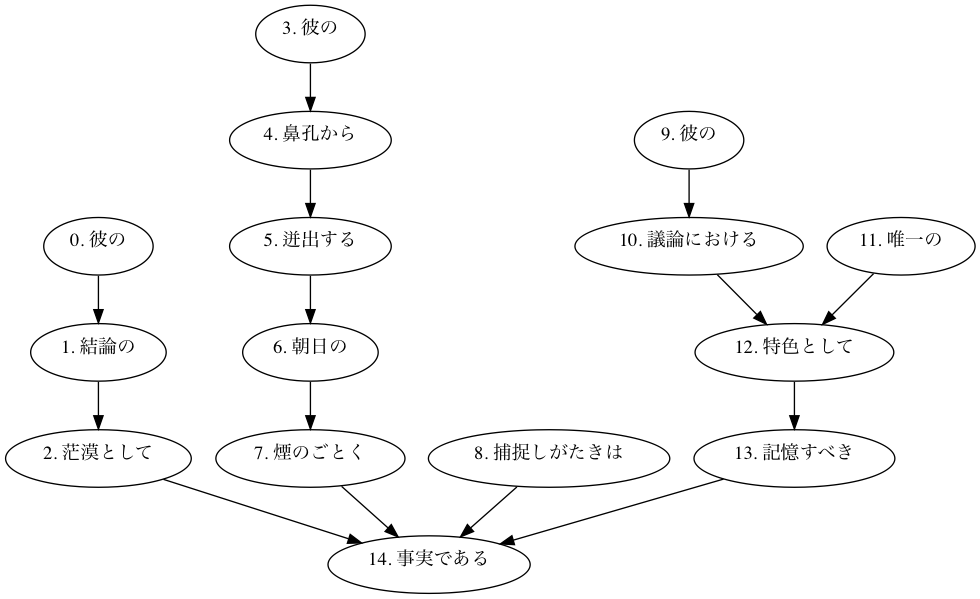 3. 彼の
4. 鼻孔から
9. 彼の
0. 彼の
5. 迸出する
10. 議論における
11. 唯一の
1. 結論の
6. 朝日の
12. 特色として
2. 茫漠として
7. 煙のごとく
8. 捕捉しがたきは
13. 記憶すべき
14. 事実である